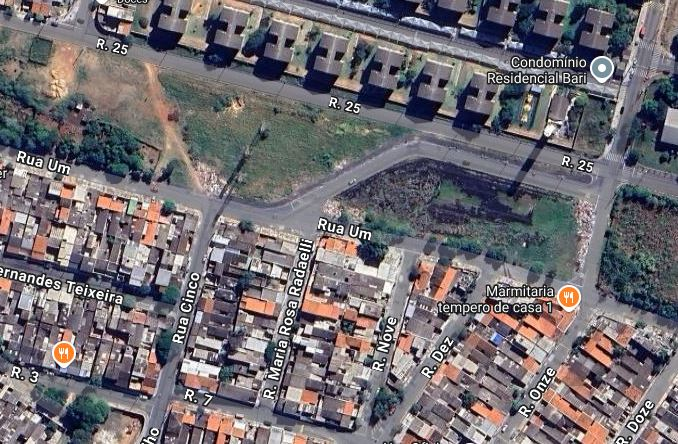 Doces
R. 25
Condomínio
Residencial Bari
R. 25
R. 25
Rua Um
Rua Um
Rua Cinco
R. Maria Rosa Radaelli
Marmitaria
tempero de casa 1
ernandes Teixeira
R. Nove
R. Dez
R. Onze
Doze
R. 3
R. 7